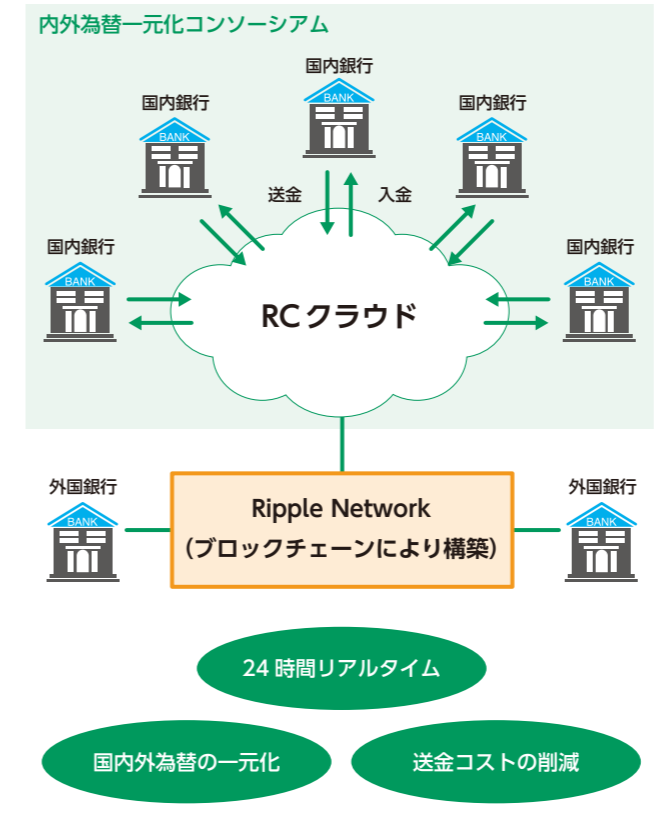 内外為替一元化コンソーシアム
国内銀行
BANK
国内銀行
BANK
国内銀行
BANK
送金
入金
国内銀行
BANK
国内銀行
BANK
RCクラウド
外国銀行
BANK
外国銀行
BANK
Ripple Network
（ブロックチェーンにより構築）
24時間リアルタイム
国内外為替の一元化
送金コストの削減